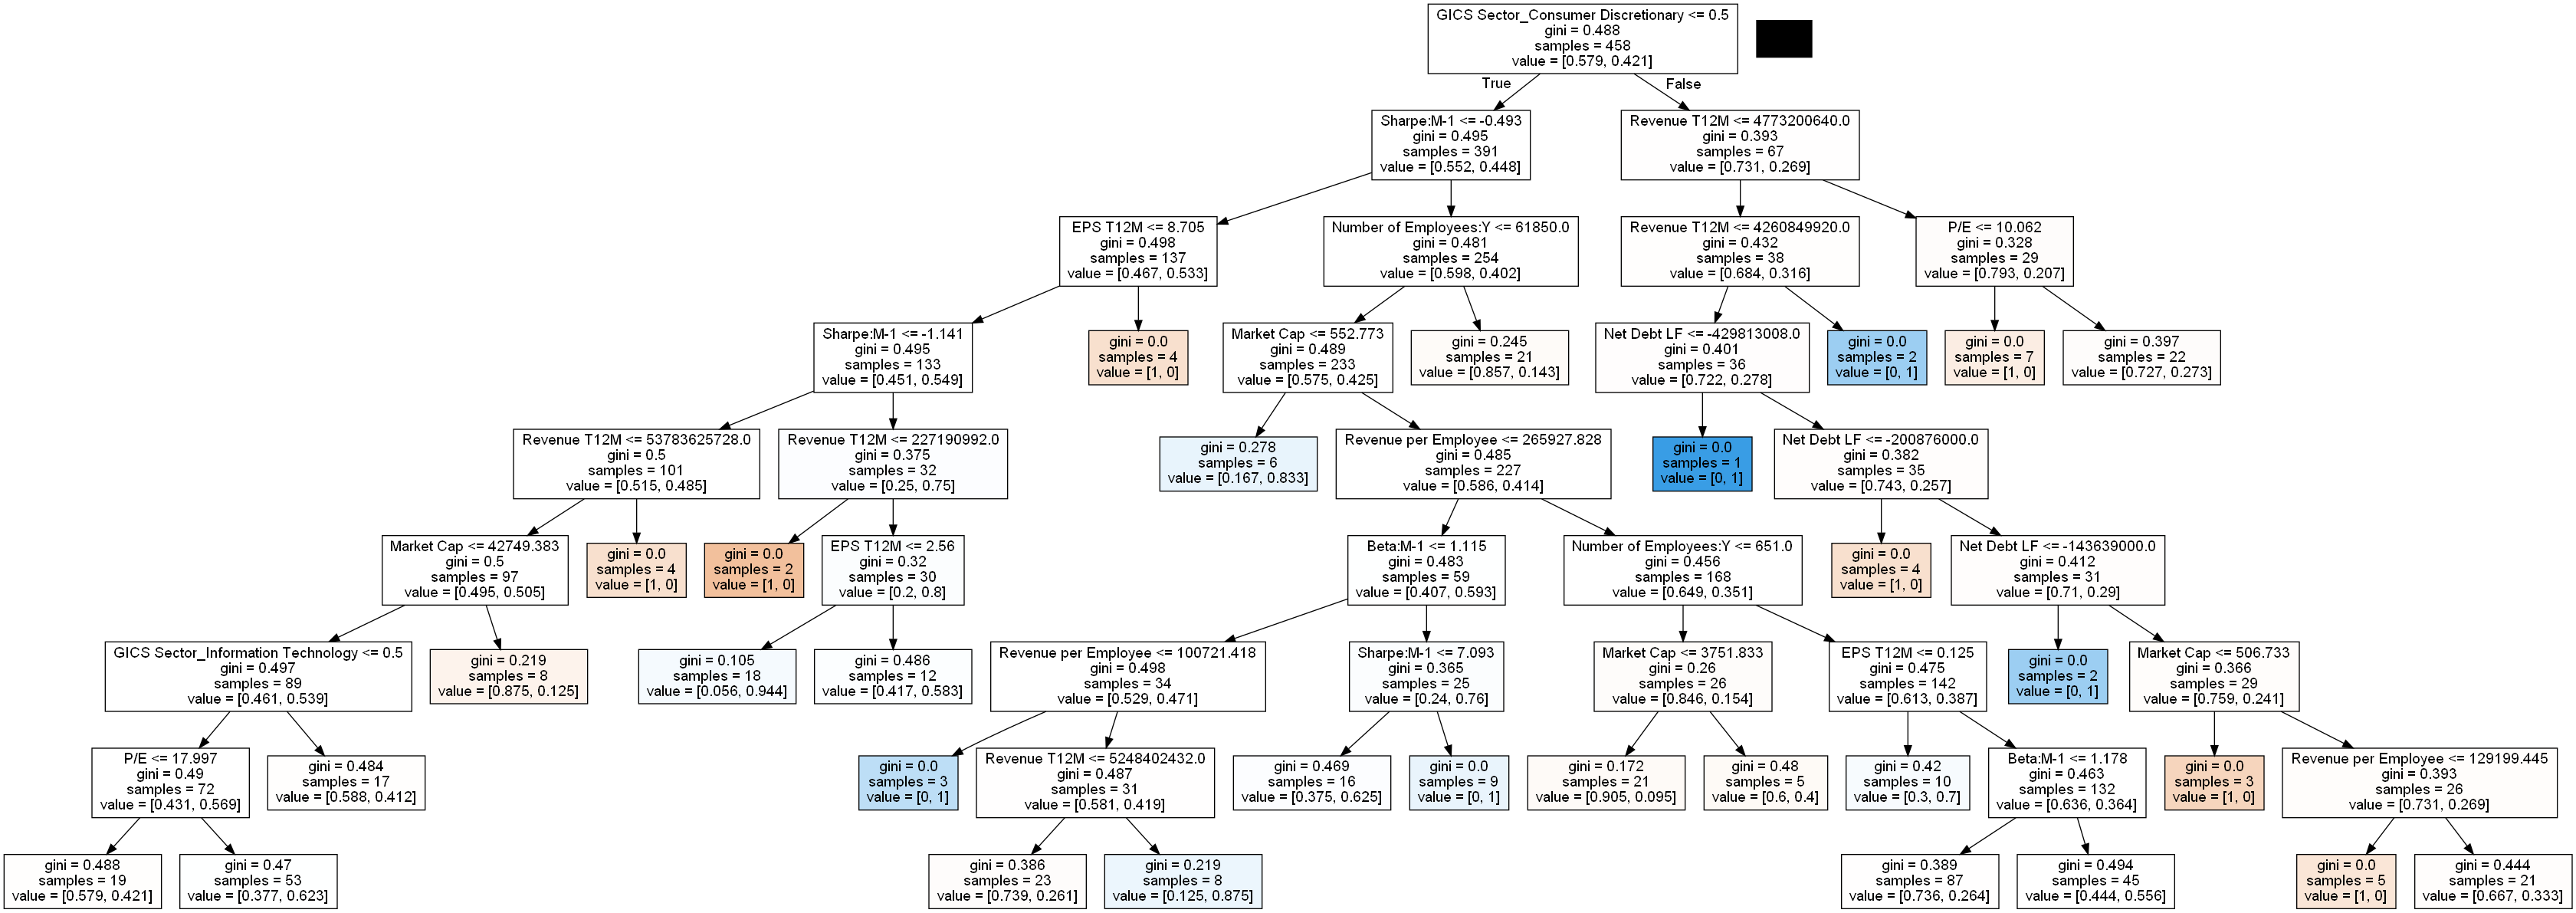 GICS Sector_Consumer Discretionary <= 0.5
gini = 0.488
samples = 458
value = [0.579, 0.421]
True
False
Sharpe:M-1 <= -0.493
gini = 0.495
samples = 391
value = [0.552, 0.448]
Revenue T12M <= 4773200640.0
gini = 0.393
samples = 67
value = [0.731, 0.269]
EPS T12M <= 8.705
gini = 0.498
samples = 137
value = [0.467, 0.533]
Number of Employees:Y <= 61850.0
gini = 0.481
samples = 254
value = [0.598, 0.402]
Revenue T12M <= 4260849920.0
gini = 0.432
samples = 38
value = [0.684, 0.316]
P/E <= 10.062
gini = 0.328
samples = 29
value = [0.793, 0.207]
Sharpe:M-1 <= -1.141
gini = 0.495
samples = 133
value = [0.451, 0.549]
gini = 0.0
samples = 4
value = [1, 0]
Market Cap <= 552.773
gini = 0.489
samples = 233
value = [0.575, 0.425]
gini = 0.245
samples = 21
value = [0.857, 0.143]
Net Debt LF <= -429813008.0
gini = 0.401
samples = 36
value = [0.722, 0.278]
gini = 0.0
samples = 2
value = [0, 1]
gini = 0.0
samples = 7
value = [1, 0]
gini = 0.397
samples = 22
value = [0.727, 0.273]
Revenue T12M <= 53783625728.0
gini = 0.5
samples = 101
value = [0.515, 0.485]
Revenue T12M <= 227190992.0
gini = 0.375
samples = 32
value = [0.25, 0.75]
gini = 0.278
samples = 6
value = [0.167, 0.833]
Revenue per Employee <= 265927.828
gini = 0.485
samples = 227
value = [0.586, 0.414]
gini = 0.0
samples = 1
value = [0, 1]
Net Debt LF <= -200876000.0
gini = 0.382
samples = 35
value = [0.743, 0.257]
Market Cap <= 42749.383
gini = 0.5
samples = 97
value = [0.495, 0.505]
gini = 0.0
samples = 4
value = [1, 0]
gini = 0.0
samples = 2
value = [1, 0]
EPS T12M <= 2.56
gini = 0.32
samples = 30
value = [0.2, 0.8]
Beta:M-1 <= 1.115
gini = 0.483
samples = 59
value = [0.407, 0.593]
Number of Employees:Y <= 651.0
gini = 0.456
samples = 168
value = [0.649, 0.351]
gini = 0.0
samples = 4
value = [1, 0]
Net Debt LF <= -143639000.0
gini = 0.412
samples = 31
value = [0.71, 0.29]
GICS Sector_Information Technology <= 0.5
gini = 0.497
samples = 89
value = [0.461, 0.539]
gini = 0.219
samples = 8
value = [0.875, 0.125]
gini = 0.105
samples = 18
value = [0.056, 0.944]
gini = 0.486
samples = 12
value = [0.417, 0.583]
Revenue per Employee <= 100721.418
gini = 0.498
samples = 34
value = [0.529, 0.471]
Sharpe:M-1 <= 7.093
gini = 0.365
samples = 25
value = [0.24, 0.76]
Market Cap <= 3751.833
gini = 0.26
samples = 26
value = [0.846, 0.154]
EPS T12M <= 0.125
gini = 0.475
samples = 142
value = [0.613, 0.387]
gini = 0.0
samples = 2
value = [0, 1]
Market Cap <= 506.733
gini = 0.366
samples = 29
value = [0.759, 0.241]
P/E <= 17.997
gini = 0.49
samples = 72
value = [0.431, 0.569]
gini = 0.484
samples = 17
value = [0.588, 0.412]
gini = 0.0
samples = 3
value = [0, 1]
Revenue T12M <= 5248402432.0
gini = 0.487
samples = 31
value = [0.581, 0.419]
gini = 0.469
samples = 16
value = [0.375, 0.625]
gini = 0.0
samples = 9
value = [0, 1]
gini = 0.172
samples = 21
value = [0.905, 0.095]
gini = 0.48
samples = 5
value = [0.6, 0.4]
gini = 0.42
samples = 10
value = [0.3, 0.7]
Beta:M-1 <= 1.178
gini = 0.463
samples = 132
value = [0.636, 0.364]
gini = 0.0
samples = 3
value = [1, 0]
Revenue per Employee <= 129199.445
gini = 0.393
samples = 26
value = [0.731, 0.269]
gini = 0.488
samples = 19
value = [0.579, 0.421]
gini = 0.47
samples = 53
value = [0.377, 0.623]
gini = 0.386
samples = 23
value = [0.739, 0.261]
gini = 0.219
samples = 8
value = [0.125, 0.875]
gini = 0.389
samples = 87
value = [0.736, 0.264]
gini = 0.494
samples = 45
value = [0.444, 0.556]
gini = 0.0
samples = 5
value = [1, 0]
gini = 0.444
samples = 21
value = [0.667, 0.333]